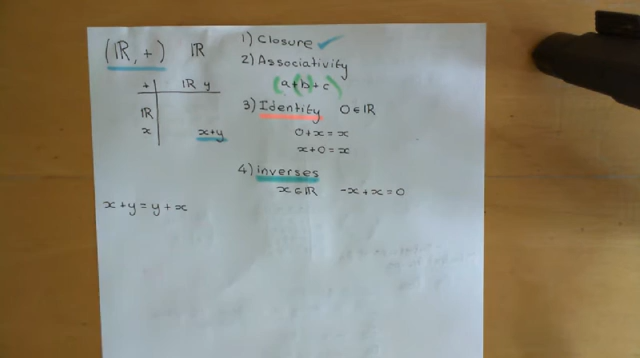 (ℝ, +) ℝ
+ ℝ y
ℝ
x x+y
x+y = y+x
1) Closure ✓
2) Associativity
(a+(b)+c)
3) Identity 0∈ℝ
0+x=x
x+0=x
4) inverses
x∈ℝ -x+x=0